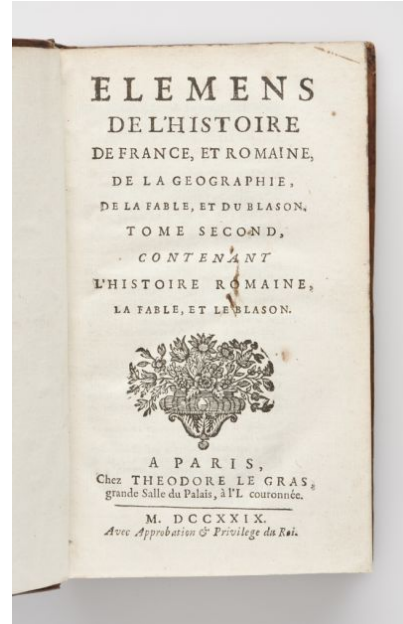 ELEMENS
DE L'HISTOIRE
DE FRANCE, ET ROMAINE,
DE LA GEOGRAPHIE,
DE LA FABLE, ET DU BLASON.
TOME SECOND,
CONTENANT
L'HISTOIRE ROMAINE,
LA FABLE, ET LE BLASON.
A PARIS,
Chez THEODORE LE GRAS,
grande Salle du Palais, à l'L couronnée.
M. DCCXXIX.
Avec Approbation & Privilege du Roi.